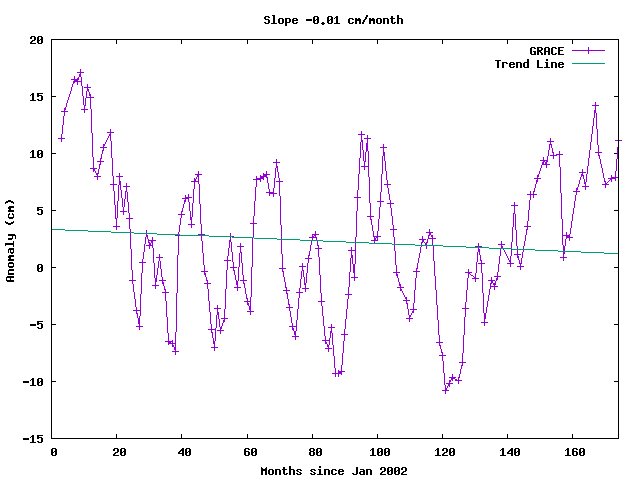 Slope -0.01 cm/month
GRACE
Trend Line
20
15
10
5
0
-5
-10
-15
Anomaly (cm)
0 20 40 60 80 100 120 140 160
Months since Jan 2002